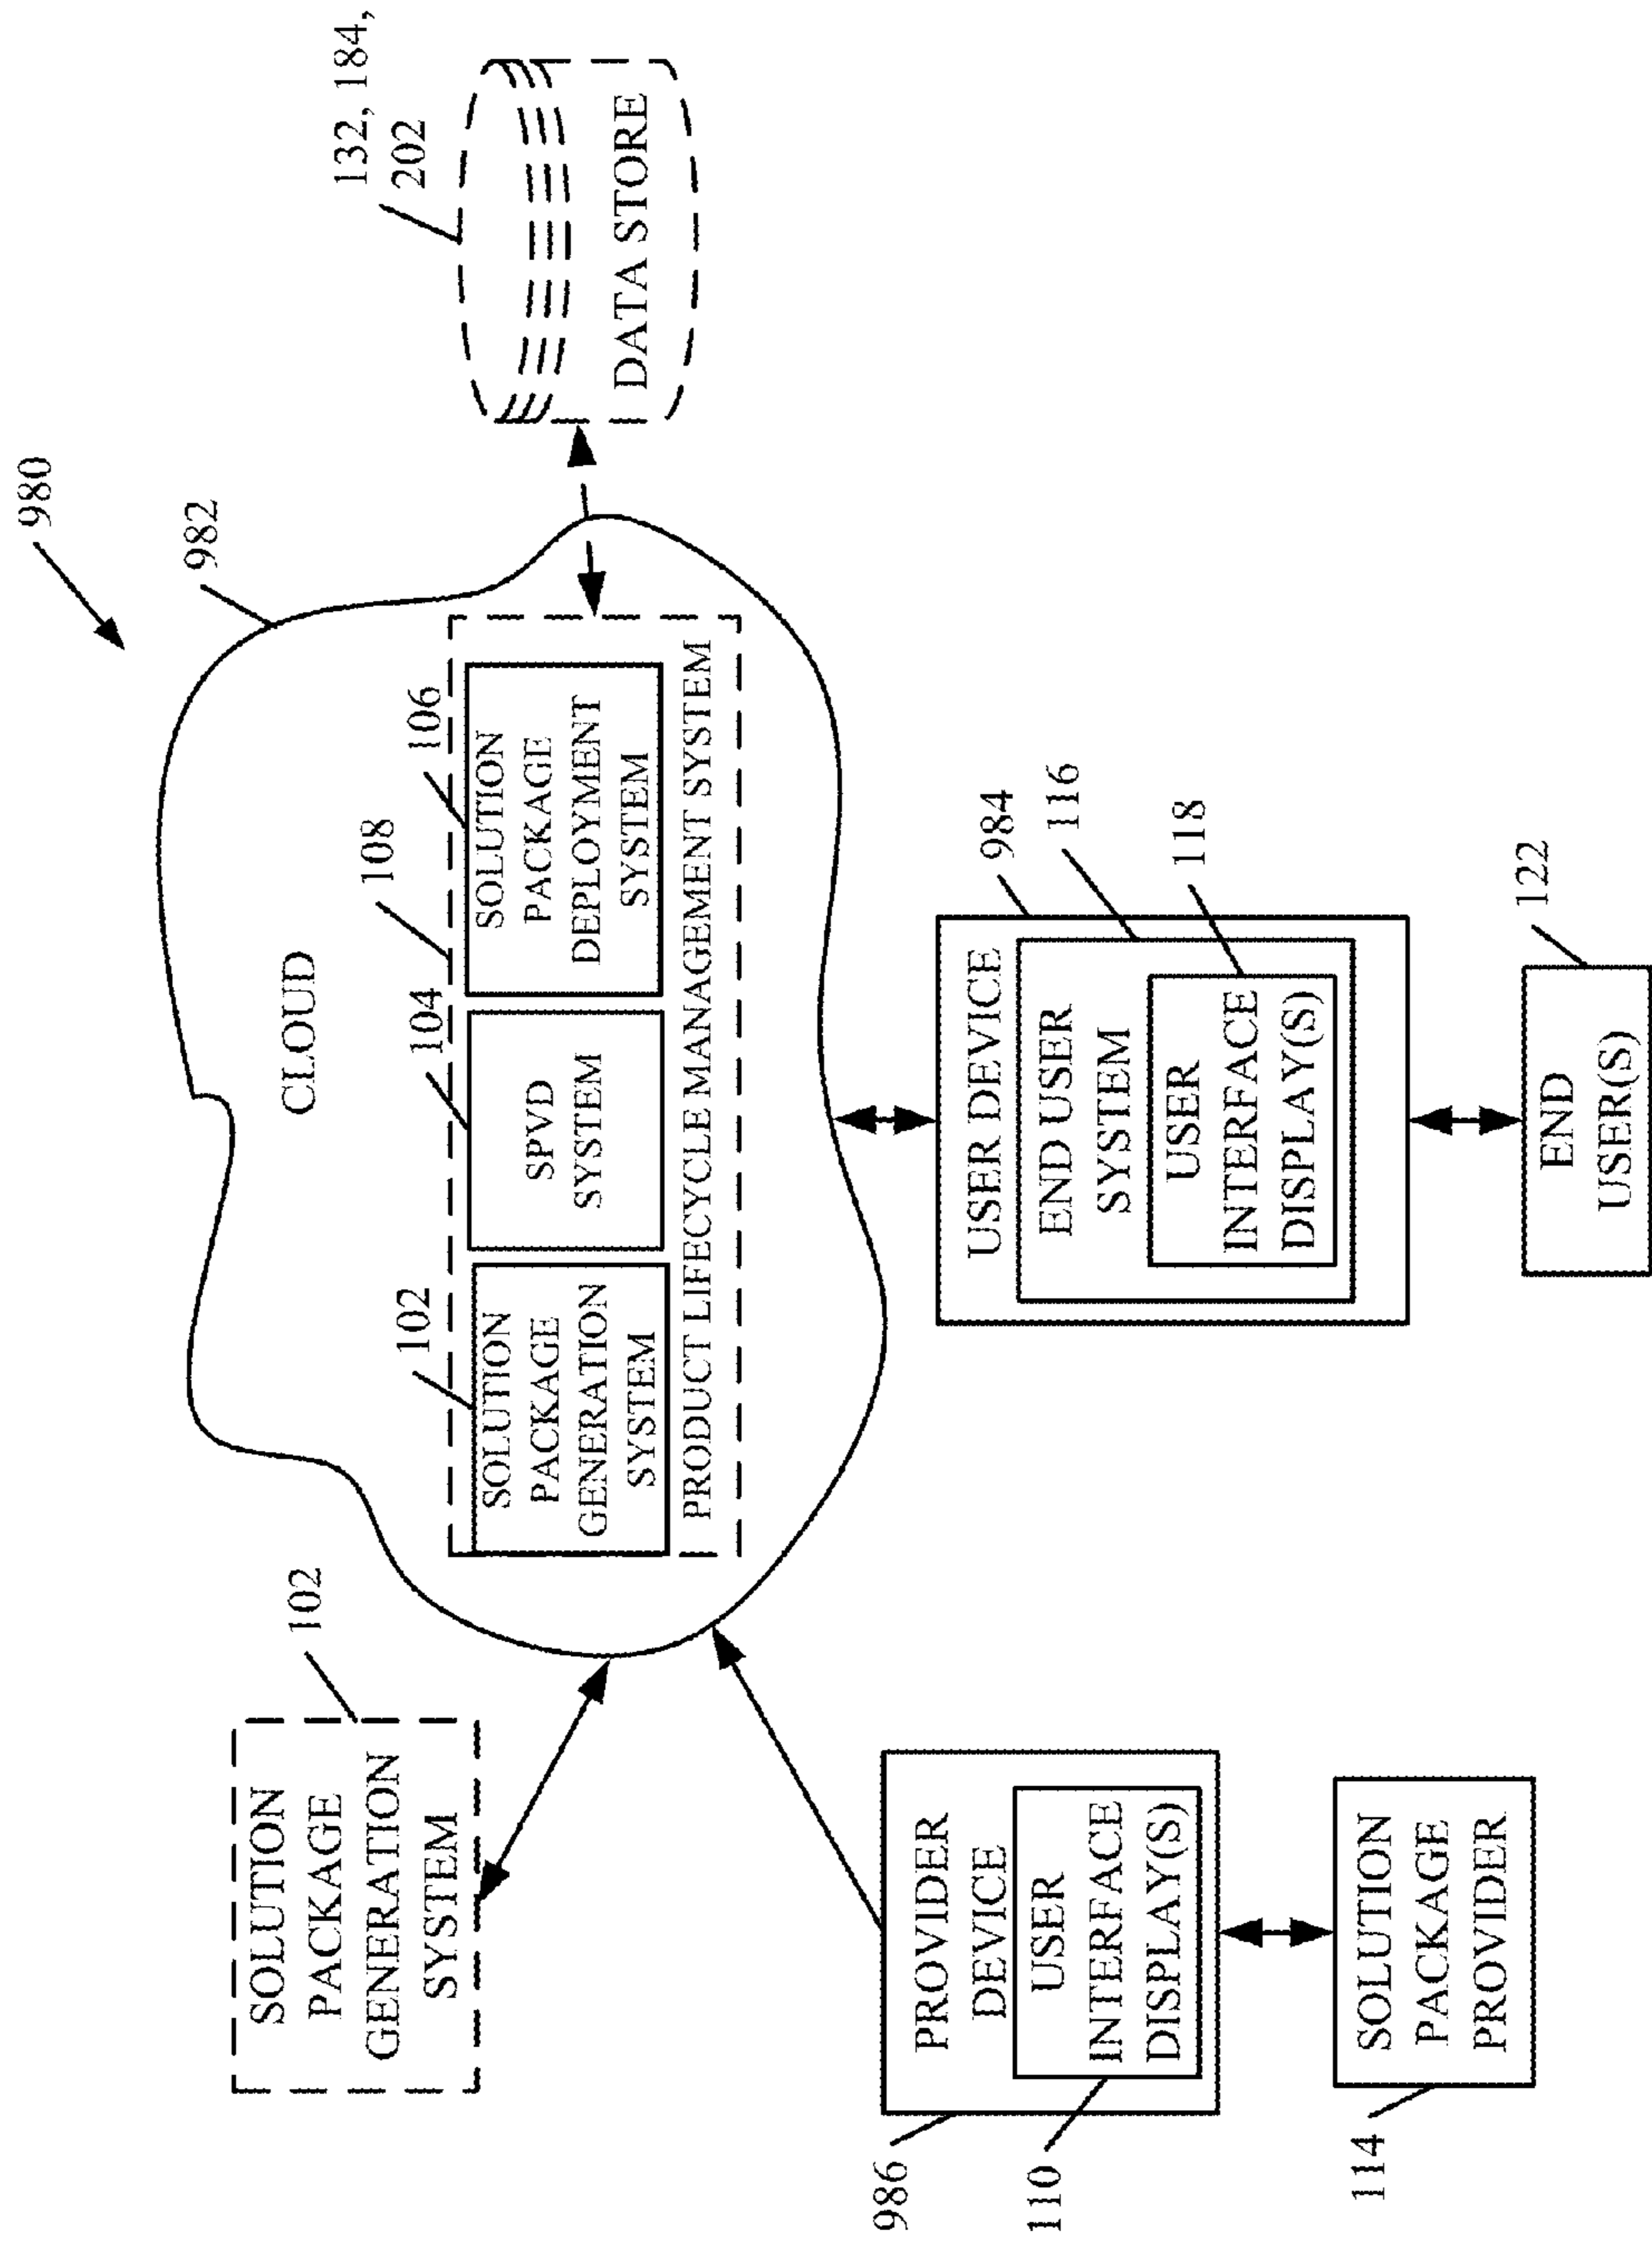 980
982
132, 184,
202
DATA STORE
CLOUD
102
SOLUTION
PACKAGE
GENERATION
SYSTEM
102
104
108
106
SOLUTION
PACKAGE
GENERATION
SYSTEM
SPVD
SYSTEM
SOLUTION
PACKAGE
DEPLOYMENT
SYSTEM
PRODUCT LIFECYCLE MANAGEMENT SYSTEM
PROVIDER
DEVICE
USER
INTERFACE
DISPLAY(S)
986
110
SOLUTION
PACKAGE
PROVIDER
114
USER DEVICE
END USER
SYSTEM
USER
INTERFACE
DISPLAY(S)
984
116
118
END
USER(S)
122